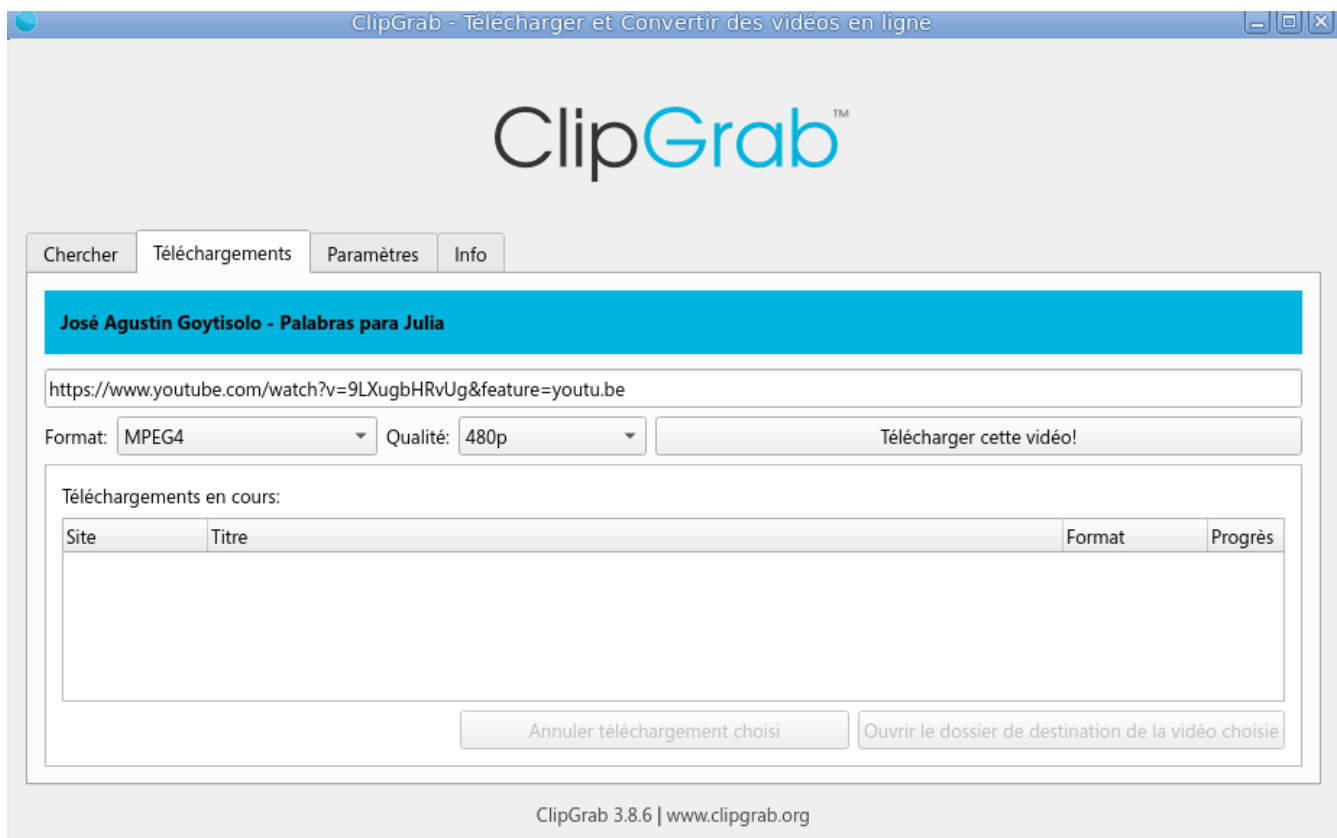 ClipGrab - Télécharger et Convertir des vidéos en ligne
ClipGrab™
Chercher Téléchargements Paramètres Info
José Agustín Goytisolo - Palabras para Julia
https://www.youtube.com/watch?v=9LXugbHRvUg&feature=youtu.be
Format: MPEG4 Qualité: 480p Télécharger cette vidéo!
Téléchargements en cours:
Site Titre Format Progrès
Annuler téléchargement choisi Ouvrir le dossier de destination de la vidéo choisie
ClipGrab 3.8.6 | www.clipgrab.org